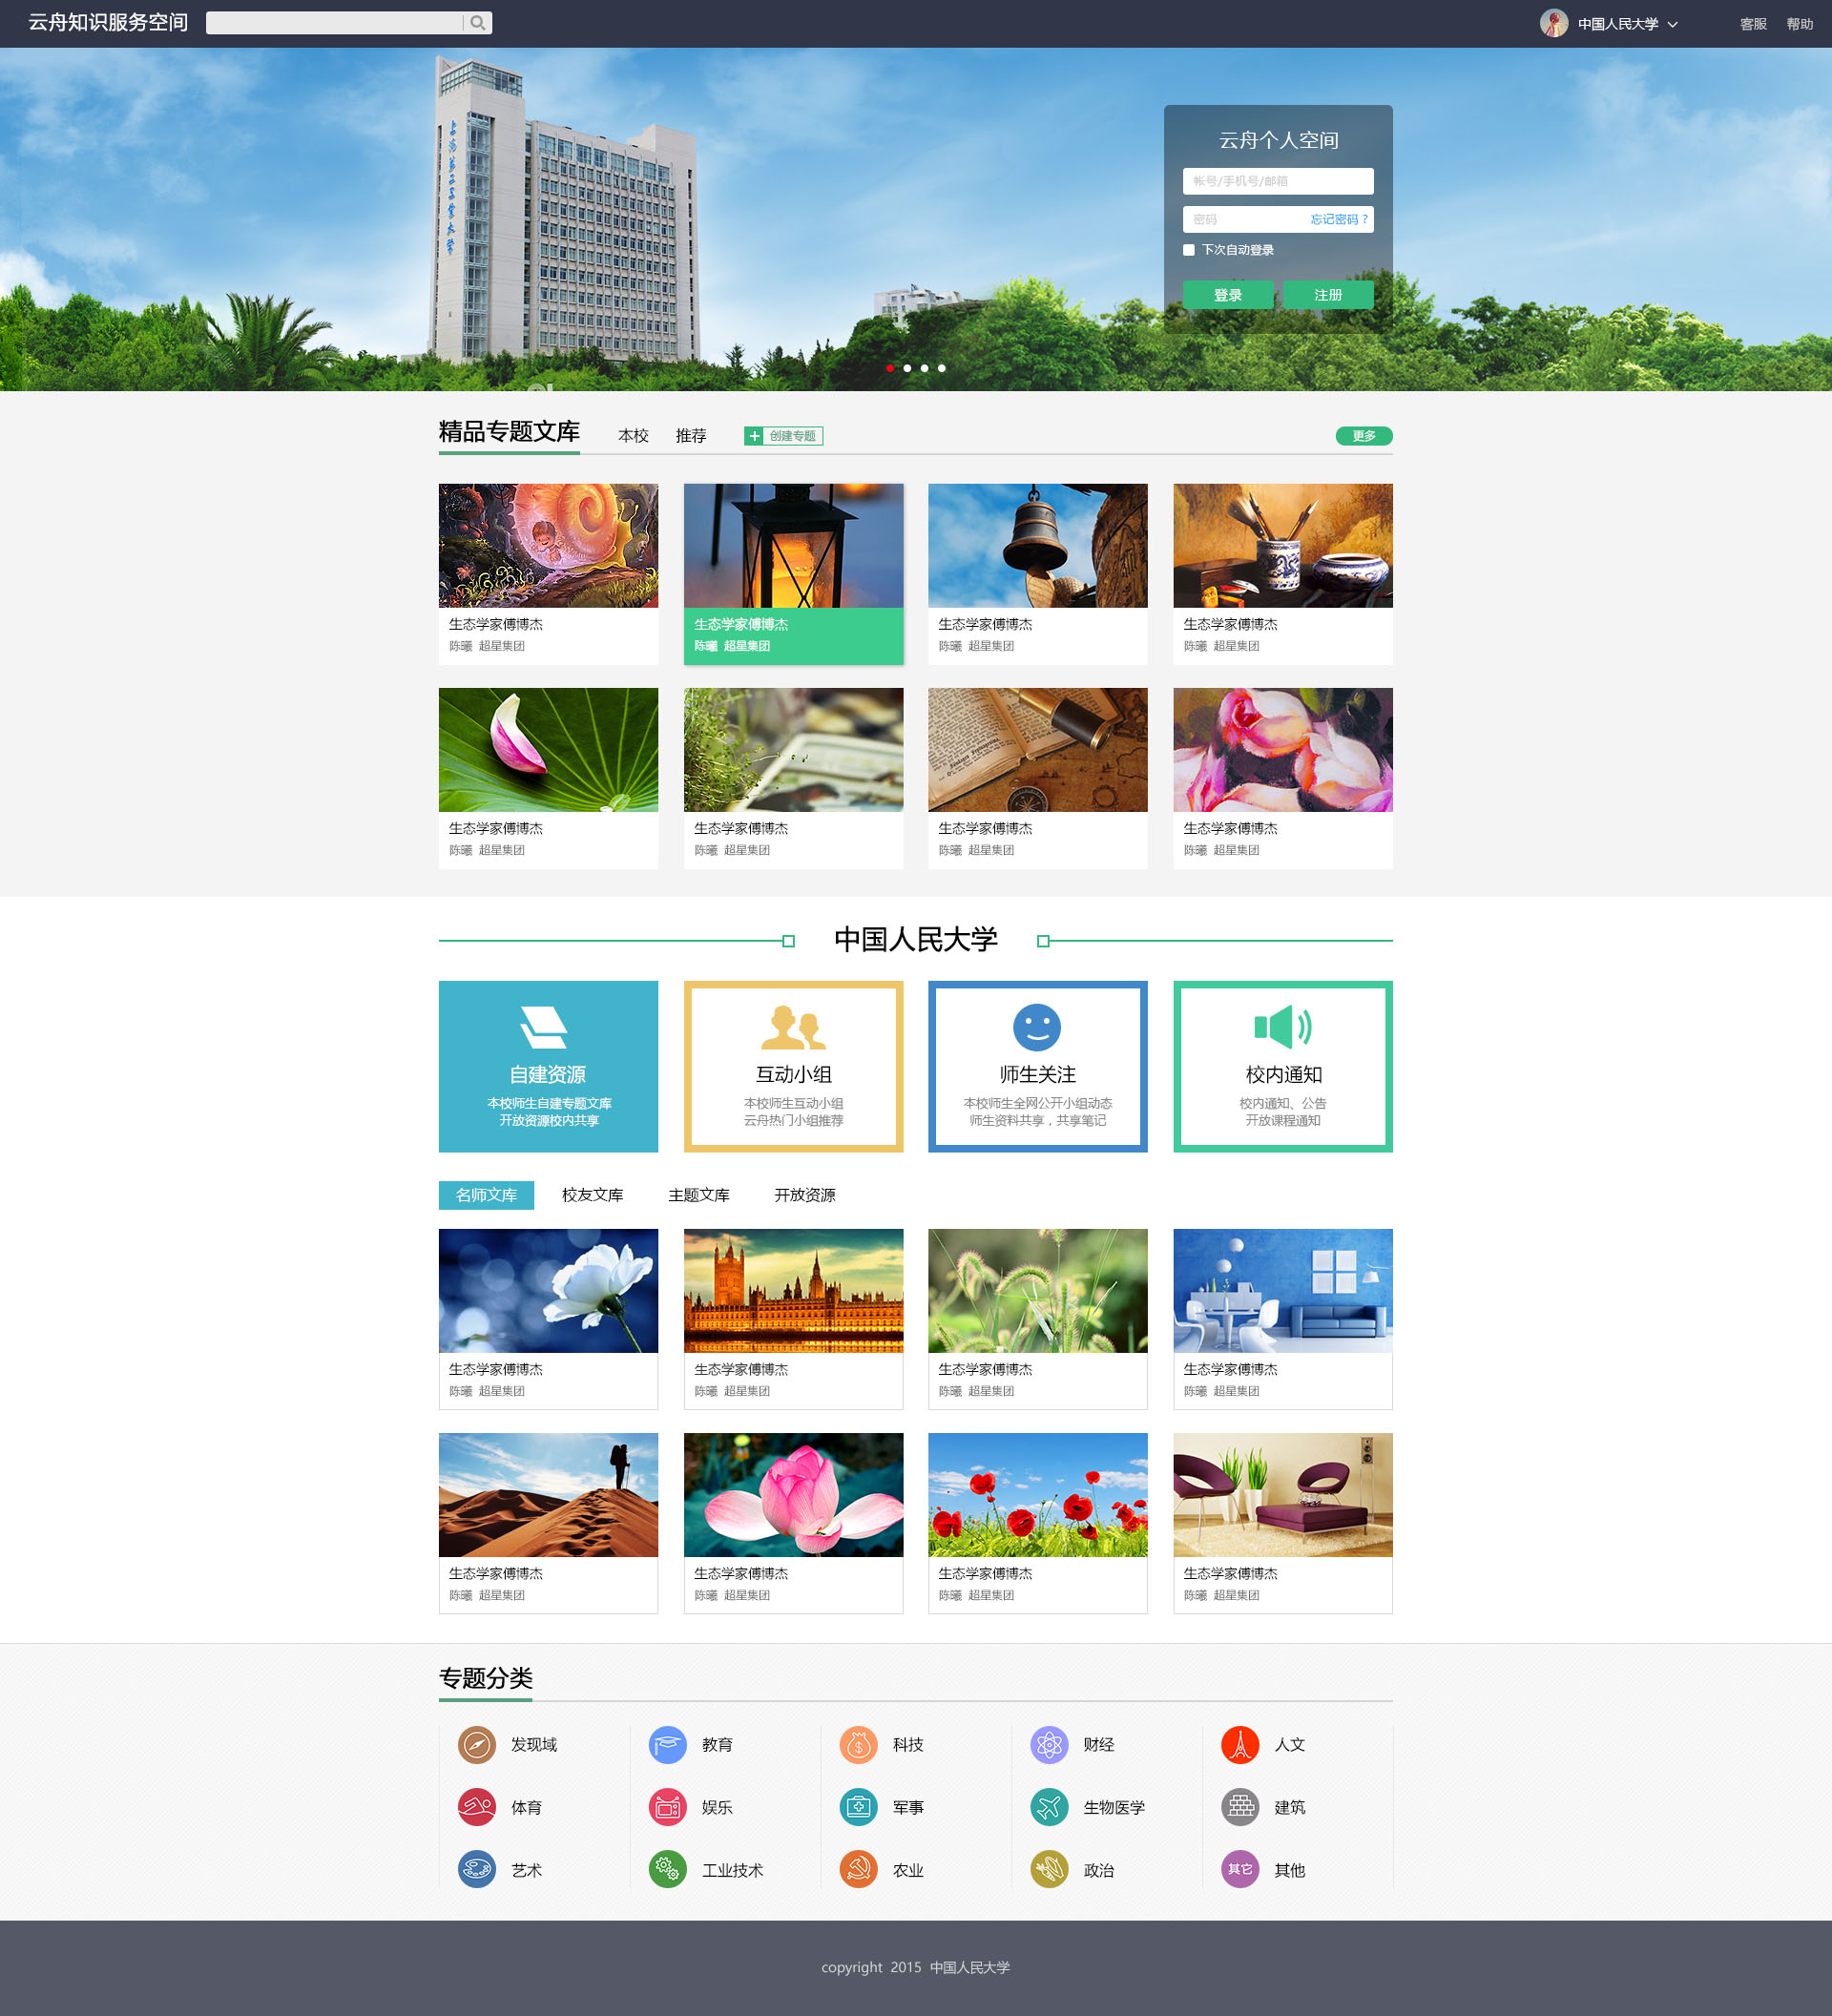 云舟知识服务空间
中国人民大学
客服 帮助
上海第二工业大学
云舟个人空间
帐号/手机号/邮箱
密码 忘记密码?
下次自动登录
登录 注册
精品专题文库 本校 推荐 创建专题 更多
生态学家傅博杰 生态学家傅博杰 生态学家傅博杰 生态学家傅博杰
陈曦 超星集团 陈曦 超星集团 陈曦 超星集团 陈曦 超星集团
生态学家傅博杰 生态学家傅博杰 生态学家傅博杰 生态学家傅博杰
陈曦 超星集团 陈曦 超星集团 陈曦 超星集团 陈曦 超星集团
中国人民大学
自建资源 互动小组 师生关注 校内通知
本校师生自建专题文库 本校师生互动小组 本校师生全网公开小组动态 校内通知、公告
开放资源校内共享 云舟热门小组推荐 师生资料共享，共享笔记 开放课程通知
名师文库 校友文库 主题文库 开放资源
生态学家傅博杰 生态学家傅博杰 生态学家傅博杰 生态学家傅博杰
陈曦 超星集团 陈曦 超星集团 陈曦 超星集团 陈曦 超星集团
生态学家傅博杰 生态学家傅博杰 生态学家傅博杰 生态学家傅博杰
陈曦 超星集团 陈曦 超星集团 陈曦 超星集团 陈曦 超星集团
专题分类
发现域 教育 科技 财经 人文
体育 娱乐 军事 生物医学 建筑
艺术 工业技术 农业 政治 其它 其他
copyright 2015 中国人民大学